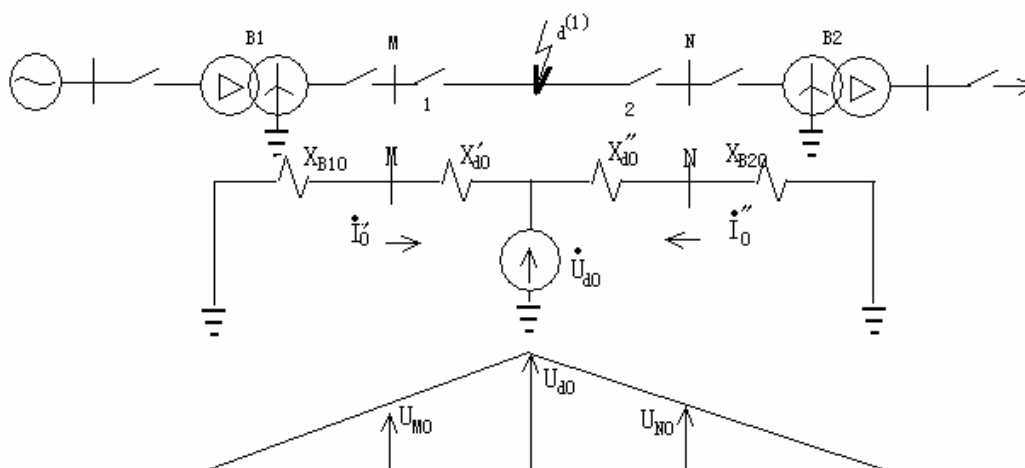 B1 M d(1) N B2
1 2
X_B10 M X'_d0 X''_d0 N X_B20
İ'_0 U̇_d0 İ''_0
U_M0 U_d0 U_N0